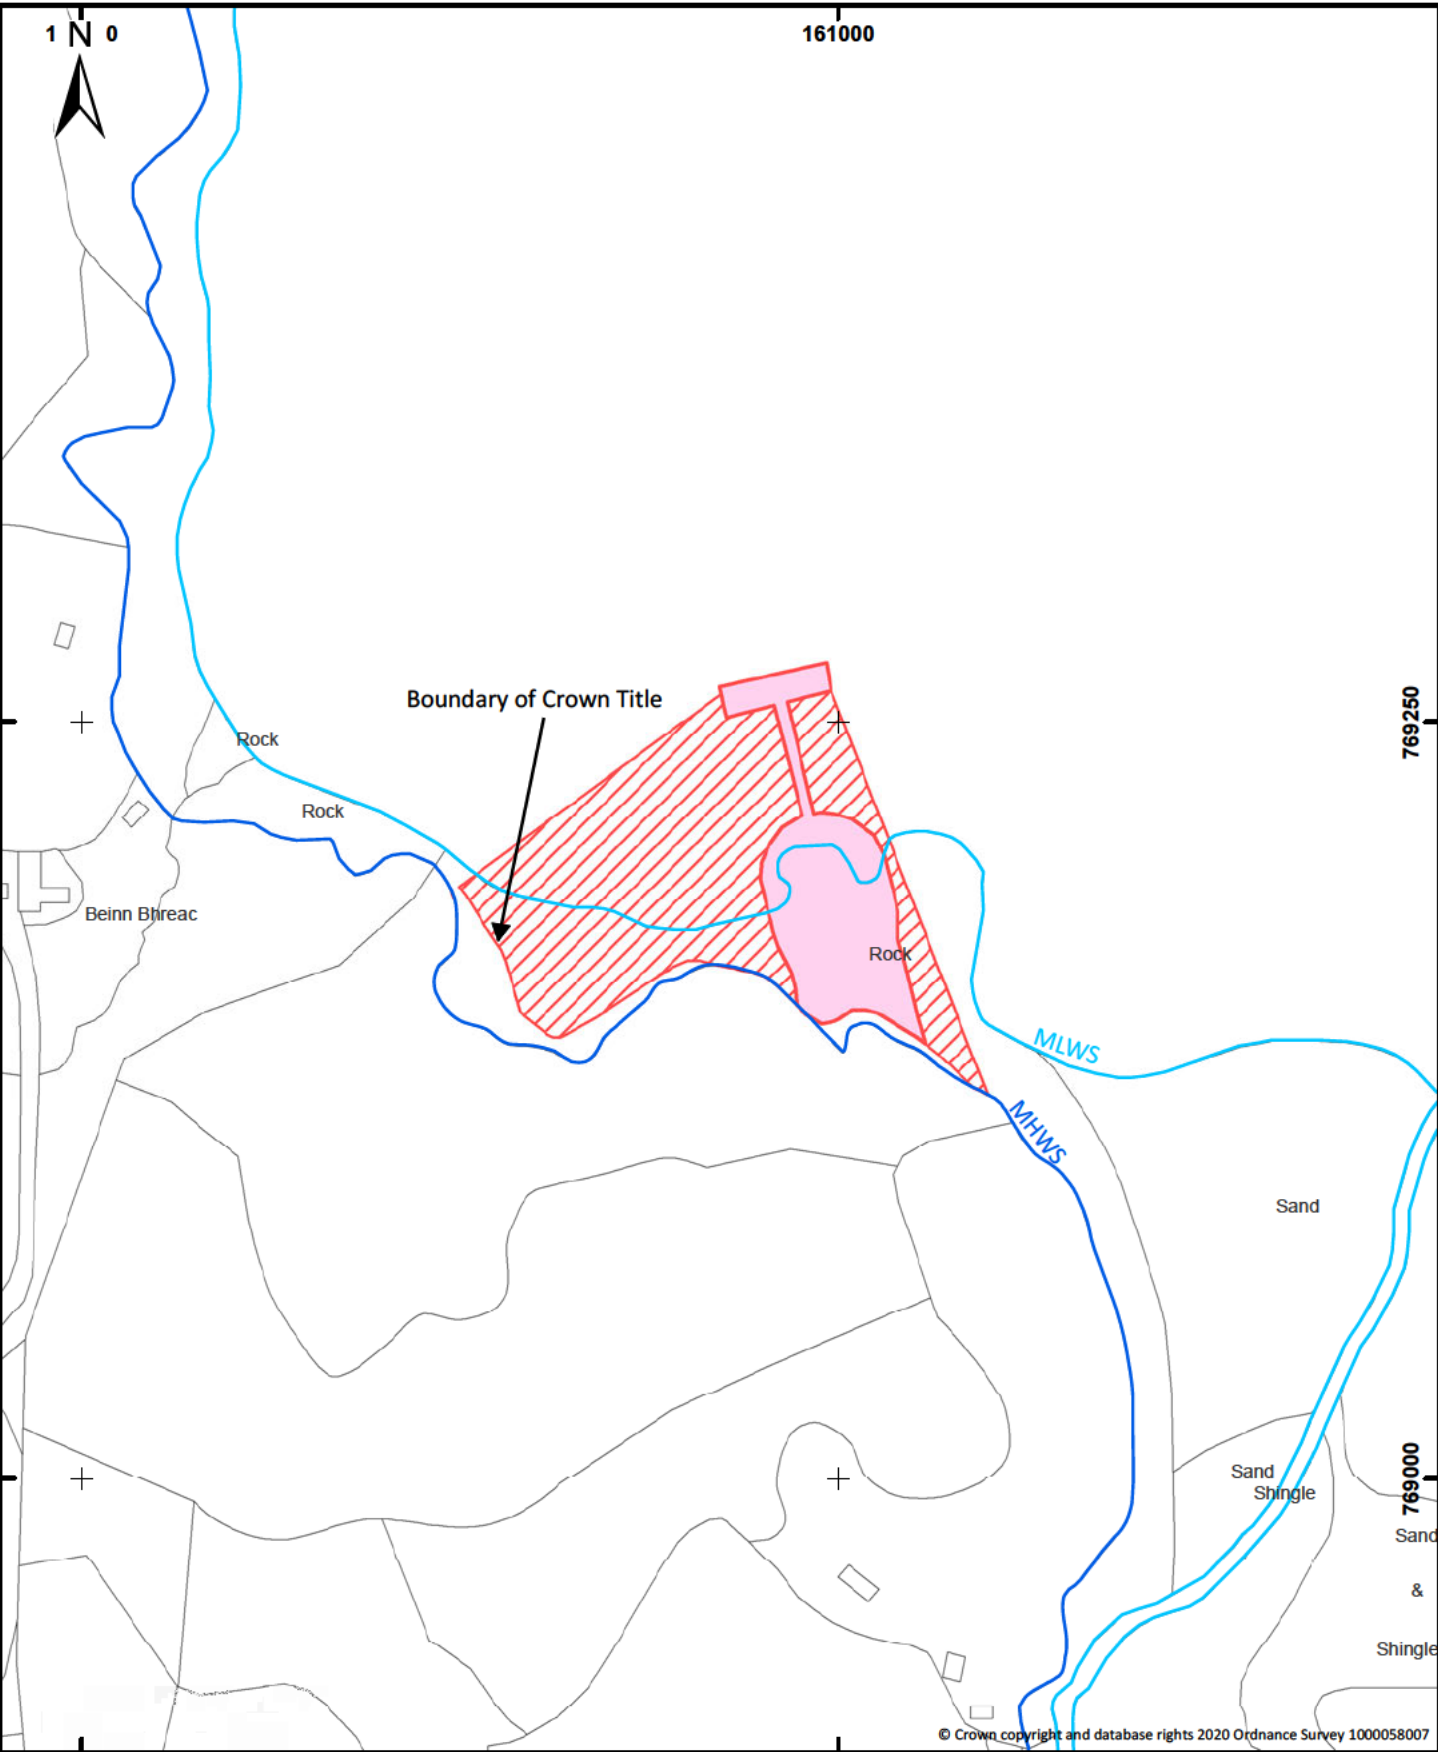 1 N 0
161000
Boundary of Crown Title
769250
Rock
Rock
Beinn Bhreac
Rock
MLWS
MHWS
Sand
Sand
Shingle
769000
Sand
&
Shingle
© Crown copyright and database rights 2020 Ordnance Survey 1000058007